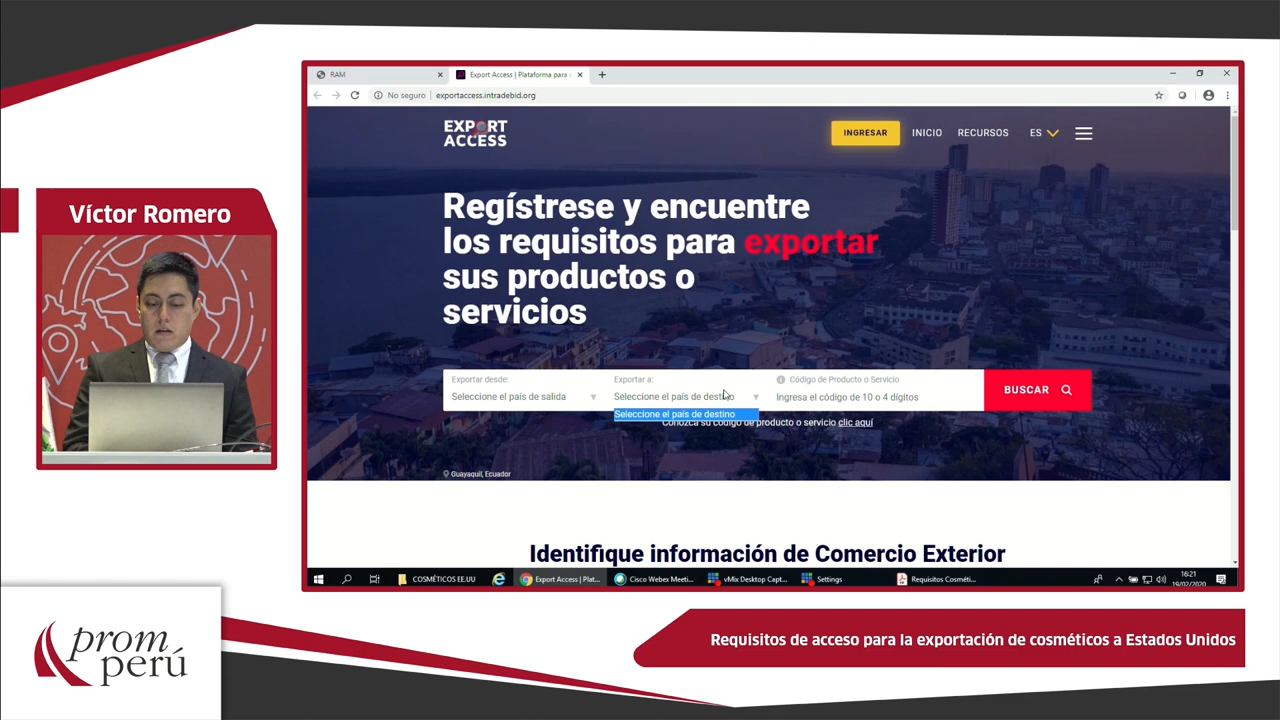 Víctor Romero
RAM
Export Access | Plataforma para
No seguro | exportaccess.intradebid.org
EXPORT
ACCESS
INGRESAR
INICIO
RECURSOS
ES
Regístrese y encuentre
los requisitos para exportar
sus productos o
servicios
Exportar desde:
Seleccione el país de salida
Exportar a:
Seleccione el país de destino
Código de Producto o Servicio
Ingresa el código de 10 o 4 dígitos
BUSCAR
Seleccione el país de destino
Conozca su código de producto o servicio clic aquí
Guayaquil, Ecuador
Identifique información de Comercio Exterior
COSMÉTICOS EE.UU
Export Access | Plat...
Cisco Webex Meeti...
vMix Desktop Capt...
Settings
Requisitos Cosméti...
16:21
19/02/2020
Requisitos de acceso para la exportación de cosméticos a Estados Unidos
prom
perú